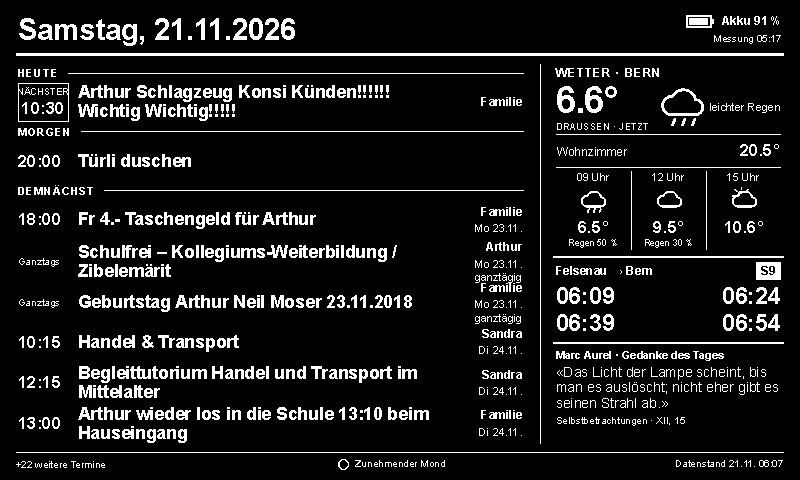 Samstag, 21.11.2026
Akku 91 %
Messung 05:17
HEUTE
NÄCHSTER
10:30
Arthur Schlagzeug Konsi Künden!!!!!!
Wichtig Wichtig!!!!!
Familie
MORGEN
20:00 Türli duschen
DEMNÄCHST
18:00 Fr 4.- Taschengeld für Arthur
Familie
Mo 23.11.
Ganztags
Schulfrei – Kollegiums-Weiterbildung /
Zibelemärit
Arthur
Mo 23.11.
ganztägig
Ganztags
Geburtstag Arthur Neil Moser 23.11.2018
Familie
Mo 23.11.
ganztägig
10:15 Handel & Transport
Sandra
Di 24.11.
12:15
Begleittutorium Handel und Transport im
Mittelalter
Sandra
Di 24.11.
13:00
Arthur wieder los in die Schule 13:10 beim
Hauseingang
Familie
Di 24.11.
WETTER · BERN
6.6°
leichter Regen
DRAUSSEN · JETZT
Wohnzimmer 20.5°
09 Uhr 12 Uhr 15 Uhr
6.5° 9.5° 10.6°
Regen 50 % Regen 30 %
Felsenau › Bern S9
06:09 06:24
06:39 06:54
Marc Aurel · Gedanke des Tages
«Das Licht der Lampe scheint, bis
man es auslöscht; nicht eher gibt es
seinen Strahl ab.»
Selbstbetrachtungen · XII, 15
+22 weitere Termine
Zunehmender Mond
Datenstand 21.11. 06:07